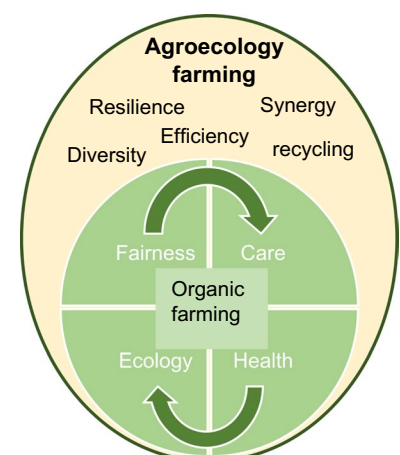 Agroecology
farming
Resilience
Synergy
Efficiency
Diversity
recycling
Fairness
Care
Organic
farming
Ecology
Health